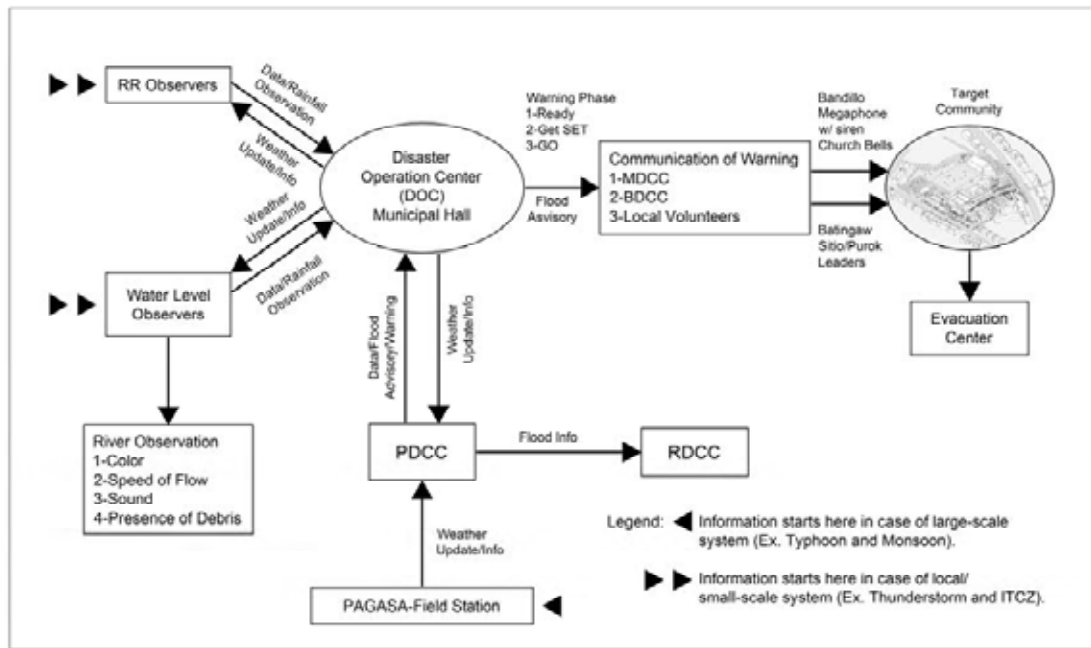 RR Observers
Data/Rainfall
Observation
Weather
Update/Info
Weather
Update/Info
Data/Rainfall
Observation
Water Level
Observers
River Observation
1-Color
2-Speed of Flow
3-Sound
4-Presence of Debris
Disaster
Operation Center
(DOC)
Municipal Hall
Warning Phase
1-Ready
2-Get SET
3-GO
Flood
Asvisory
Communication of Warning
1-MDCC
2-BDCC
3-Local Volunteers
Bandillo
Megaphone
w/ siren
Church Bells
Batingaw
Sitio/Purok
Leaders
Target
Community
Evacuation
Center
Data/Flood
Advisory/Warning
Weather
Update/Info
PDCC
Flood Info
RDCC
Weather
Update/Info
PAGASA-Field Station
Legend:
Information starts here in case of large-scale
system (Ex. Typhoon and Monsoon).
Information starts here in case of local/
small-scale system (Ex. Thunderstorm and ITCZ).